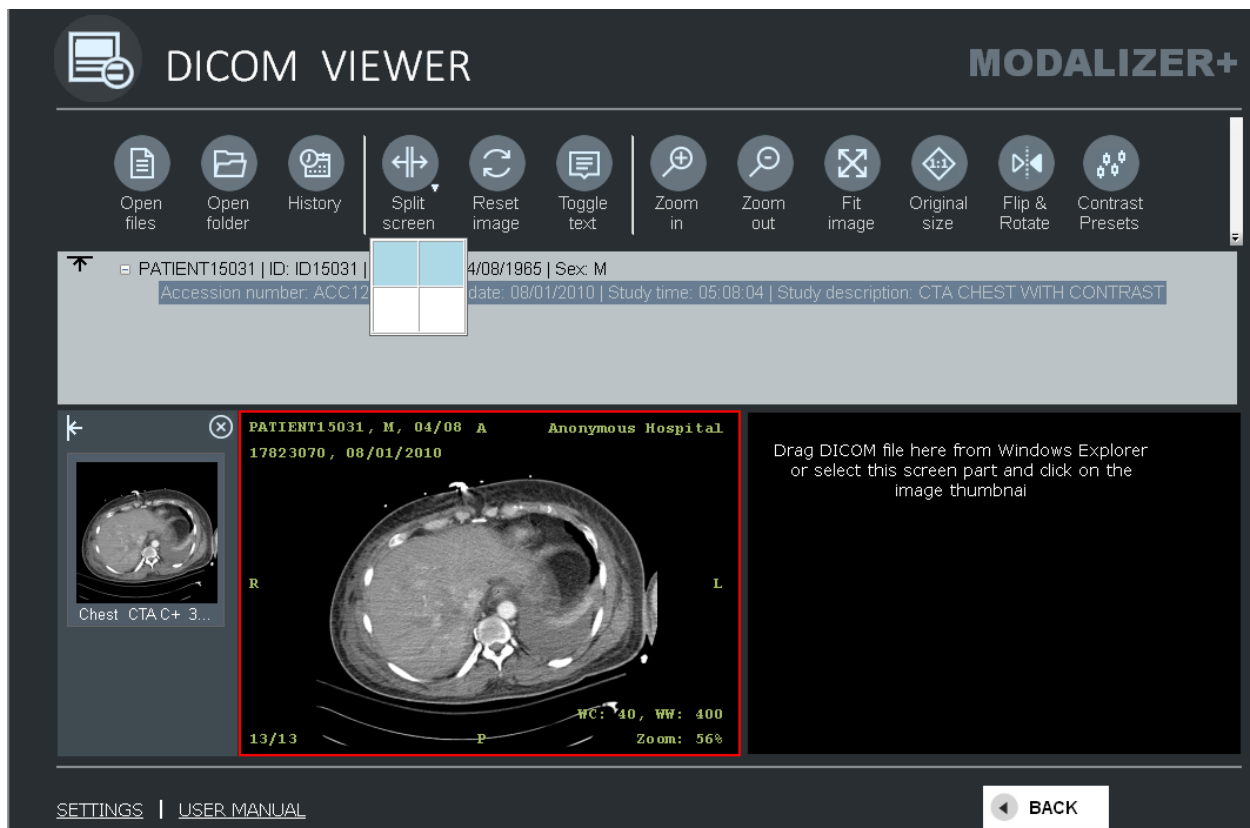 DICOM VIEWER
MODALIZER+
Open files
Open folder
History
Split screen
Reset image
Toggle text
Zoom in
Zoom out
1:1
Fit image
Original size
Flip & Rotate
Contrast Presets
PATIENT15031 | ID: ID15031 | 4/08/1965 | Sex: M
Accession number: ACC12 date: 08/01/2010 | Study time: 05:08:04 | Study description: CTA CHEST WITH CONTRAST
Chest CTA C+ 3...
PATIENT15031, M, 04/08 A Anonymous Hospital
17823070, 08/01/2010
R L
WC: 40, WW: 400
13/13 P Zoom: 56%
Drag DICOM file here from Windows Explorer
or select this screen part and click on the
image thumbnai
SETTINGS | USER MANUAL
BACK